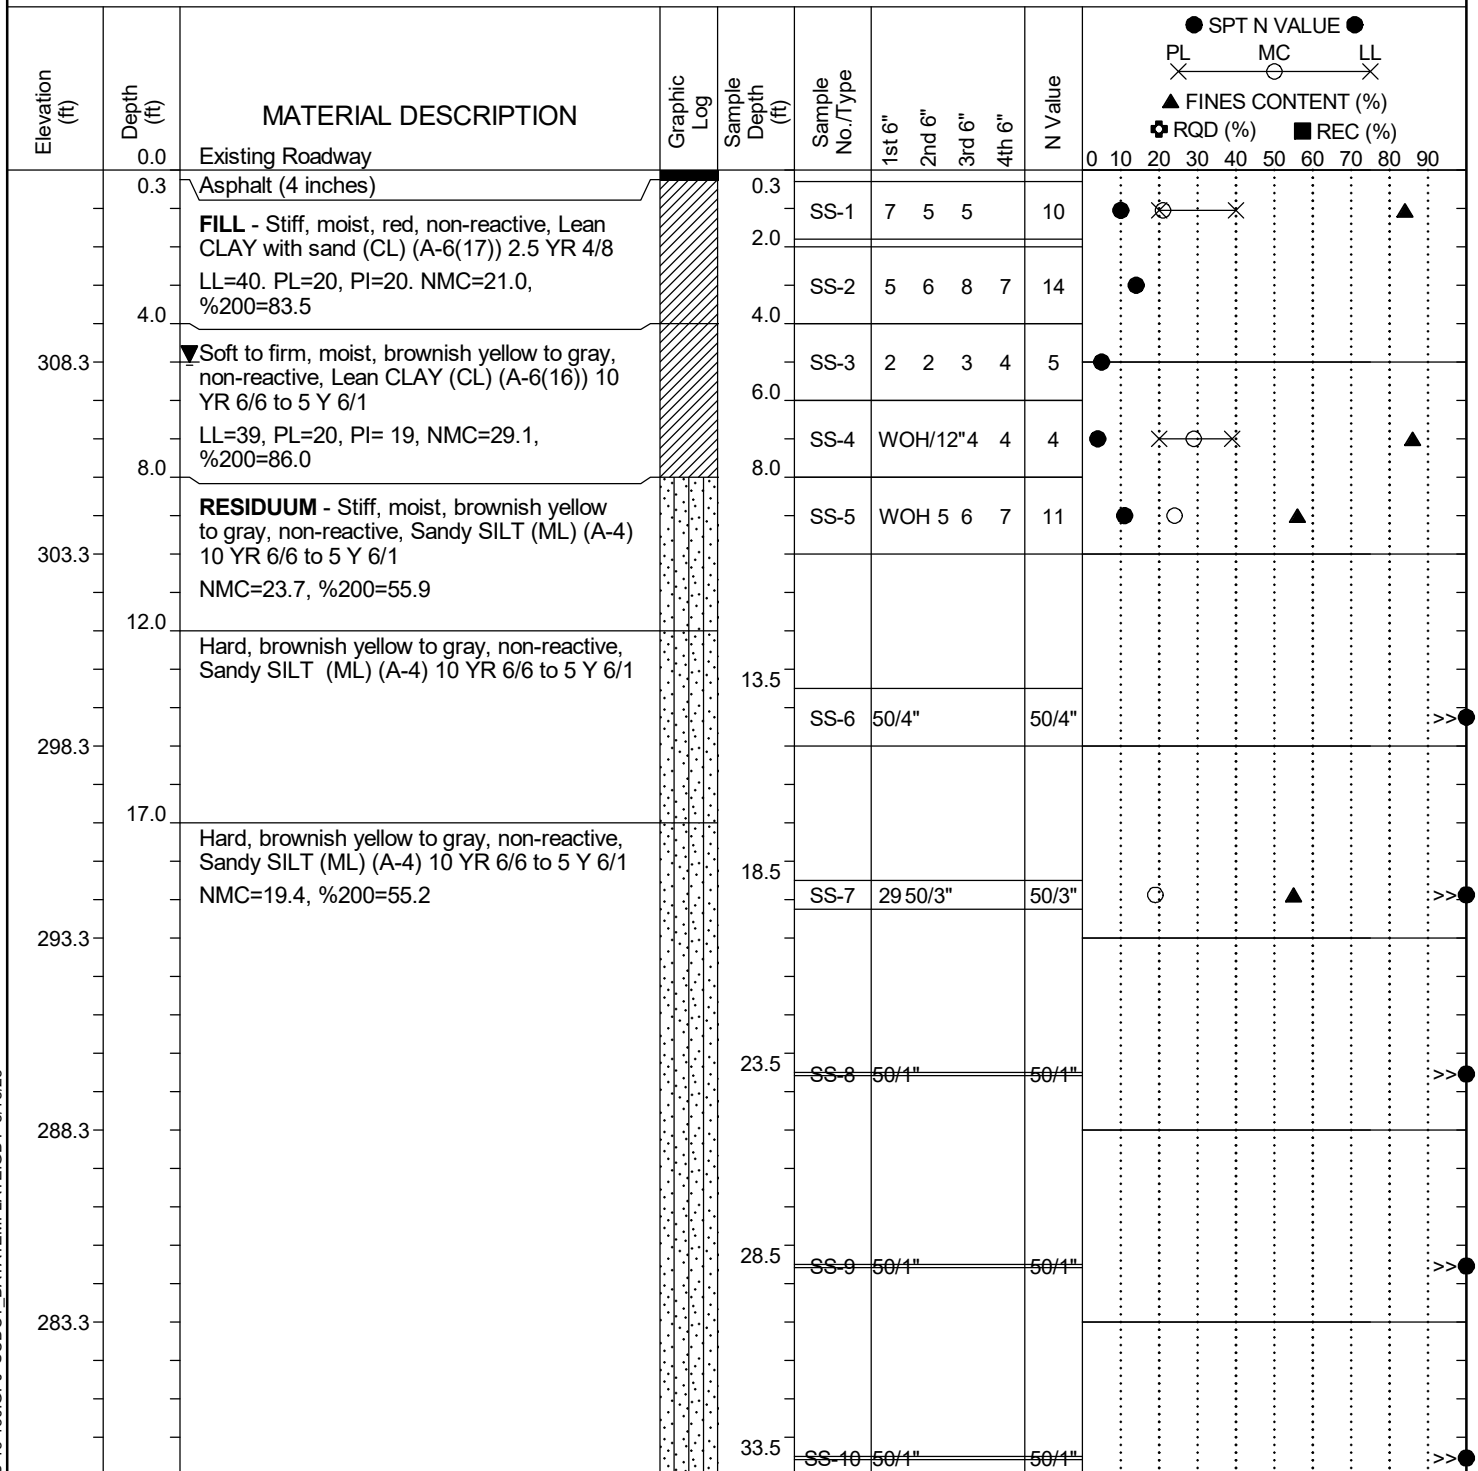 ● SPT N VALUE ●
PL MC LL
▲ FINES CONTENT (%)
RQD (%) ■ REC (%)
0 10 20 30 40 50 60 70 80 90
Elevation (ft)
Depth (ft)
MATERIAL DESCRIPTION
Graphic Log
Sample Depth (ft)
Sample No./Type
1st 6"
2nd 6"
3rd 6"
4th 6"
N Value
0.0 Existing Roadway
0.3 Asphalt (4 inches) 0.3
FILL - Stiff, moist, red, non-reactive, Lean SS-1 7 5 5 10
CLAY with sand (CL) (A-6(17)) 2.5 YR 4/8 2.0
LL=40. PL=20, PI=20. NMC=21.0, SS-2 5 6 8 7 14
%200=83.5
4.0 4.0
Soft to firm, moist, brownish yellow to gray,
308.3 SS-3 2 2 3 4 5
non-reactive, Lean CLAY (CL) (A-6(16)) 10
YR 6/6 to 5 Y 6/1 6.0
LL=39, PL=20, PI= 19, NMC=29.1, SS-4 WOH/12" 4 4 4
%200=86.0
8.0 8.0
RESIDUUM - Stiff, moist, brownish yellow SS-5 WOH 5 6 7 11
to gray, non-reactive, Sandy SILT (ML) (A-4)
303.3 10 YR 6/6 to 5 Y 6/1
NMC=23.7, %200=55.9
12.0
Hard, brownish yellow to gray, non-reactive,
Sandy SILT (ML) (A-4) 10 YR 6/6 to 5 Y 6/1 13.5
SS-6 50/4" 50/4" >>
298.3
17.0
Hard, brownish yellow to gray, non-reactive,
Sandy SILT (ML) (A-4) 10 YR 6/6 to 5 Y 6/1 18.5
NMC=19.4, %200=55.2 SS-7 29 50/3" 50/3" >>
293.3
23.5
SS-8 50/1" 50/1" >>
288.3
28.5
SS-9 50/1" 50/1" >>
283.3
33.5
SS-10 50/1" 50/1" >>